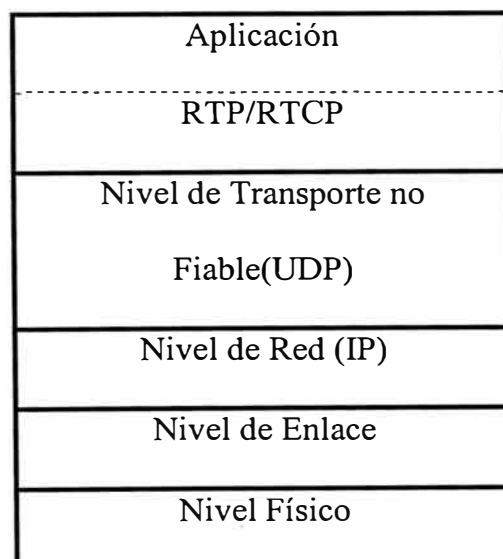 Aplicación
RTP/RTCP
Nivel de Transporte no
Fiable(UDP)
Nivel de Red (IP)
Nivel de Enlace
Nivel Físico